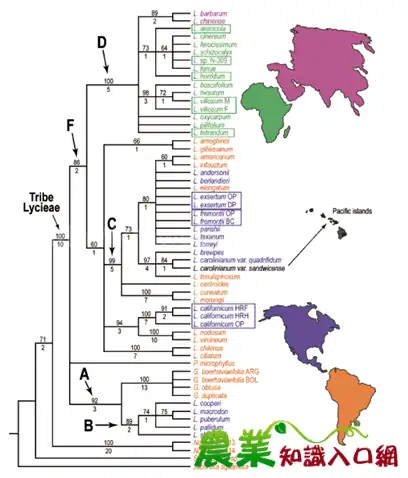 L. barbarum
L. chinense
L. arenicola
L. cinereum
L. ferocissimum
L. schizocalyx
L. sp. N-309
L. tenue
L. horridum
L. bosciifolium
L. hirsutum
L. villosum M
L. villosum F
L. oxycarpum
L. pilifolium
L. tetrandum
L. ameghinoi
L. gilliesianum
L. americanum
L. infaustum
L. andersonii
L. berlandieri
L. elongatum
L. exsertum OP
L. exsertum DP
L. fremontii OP
L. fremontii BC
L. parishii
L. texanum
L. torreyi
L. brevipes
L. carolinianum var. quadrifidum
L. carolinianum var. sandwicense
L. tenuispinosum
L. cestroides
L. cuneatum
L. morongii
L. californicum HRF
L. californicum HRH
L. californicum OP
L. nodosum
L. vimineum
L. chilense
L. ciliatum
P. microphyllus
G. boerhaviaefolia ARG
G. boerhaviaefolia BOL
G. obtusa
G. duplicata
L. cooperi
L. macrodon
L. puberulum
L. pallidum
D
F
Tribe
Lycieae
C
A
B
Pacific islands
89
2
73
1
64
1
100
5
98
3
72
1
86
2
66
1
60
1
80
1
73
1
97
4
84
1
60
1
99
5
100
10
100
7
91
2
94
3
100
10
100
7
71
2
100
13
92
3
74
2
75
1
89
2
100
20
農業知識入口網